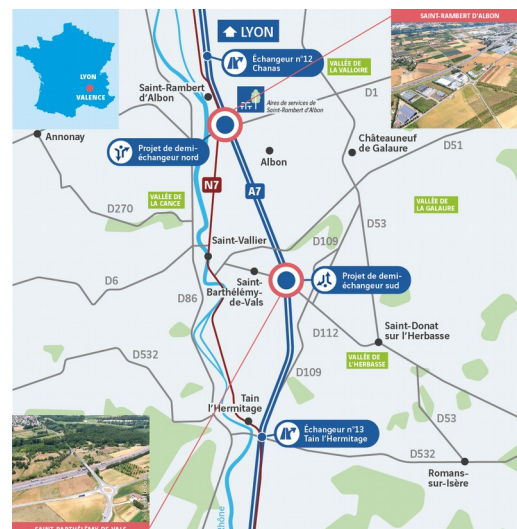 LYON
SAINT-RAMBERT D'ALBON
Échangeur n°12
Chanas
VALLÉE DE
LA VALLOIRE
LYON
VALENCE
Saint-Rambert
d'Albon
Aires de services de
Saint-Rambert d'Albon
D1
Annonay
Projet de demi-
échangeur nord
Albon
Châteauneuf
de Galaure
D51
N7
A7
VALLÉE DE
LA CANCE
VALLÉE DE
LA GALAURE
D270
D53
Saint-Vallier
D109
D6
Saint-
Barthélémy-
de-Vals
Projet de demi-
échangeur sud
D86
D112
Saint-Donat
sur l'Herbasse
D532
VALLÉE DE
L'HERBASSE
D109
Tain
l'Hermitage
D53
Échangeur n°13
Tain l'Hermitage
D532
Romans-
sur-Isère
SAINT-BARTHÉLÉMY-DE-VALS